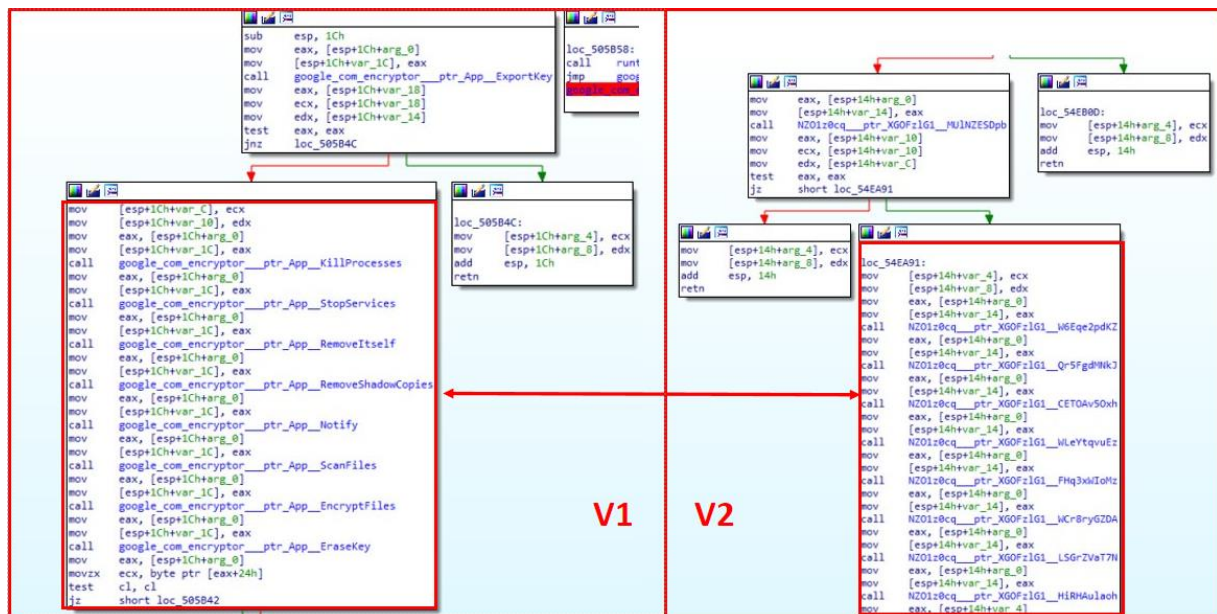 sub esp, 1Ch
mov eax, [esp+1Ch+arg_0]
mov [esp+1Ch+var_1C], eax
call google_com_encryptor___ptr_App__ExportKey
mov eax, [esp+1Ch+var_18]
mov ecx, [esp+1Ch+var_18]
mov edx, [esp+1Ch+var_14]
test eax, eax
jnz loc_505B4C
loc_505B58:
call runt
jmp goog
google_com_
mov [esp+1Ch+var_C], ecx
mov [esp+1Ch+var_10], edx
mov eax, [esp+1Ch+arg_0]
mov [esp+1Ch+var_1C], eax
call google_com_encryptor___ptr_App__KillProcesses
mov eax, [esp+1Ch+arg_0]
mov [esp+1Ch+var_1C], eax
call google_com_encryptor___ptr_App__StopServices
mov eax, [esp+1Ch+arg_0]
mov [esp+1Ch+var_1C], eax
call google_com_encryptor___ptr_App__RemoveItself
mov eax, [esp+1Ch+arg_0]
mov [esp+1Ch+var_1C], eax
call google_com_encryptor___ptr_App__RemoveShadowCopies
mov eax, [esp+1Ch+arg_0]
mov [esp+1Ch+var_1C], eax
call google_com_encryptor___ptr_App__Notify
mov eax, [esp+1Ch+arg_0]
mov [esp+1Ch+var_1C], eax
call google_com_encryptor___ptr_App__ScanFiles
mov eax, [esp+1Ch+arg_0]
mov [esp+1Ch+var_1C], eax
call google_com_encryptor___ptr_App__EncryptFiles
mov eax, [esp+1Ch+arg_0]
mov [esp+1Ch+var_1C], eax
call google_com_encryptor___ptr_App__EraseKey
mov eax, [esp+1Ch+arg_0]
movzx ecx, byte ptr [eax+24h]
test cl, cl
jz short loc_505B42
loc_505B4C:
mov [esp+1Ch+arg_4], ecx
mov [esp+1Ch+arg_8], edx
add esp, 1Ch
retn
V1
V2
mov eax, [esp+14h+arg_0]
mov [esp+14h+var_14], eax
call NZO1z0cq___ptr_XGOFzlG1__MUlNZESDpb
mov eax, [esp+14h+var_10]
mov ecx, [esp+14h+var_10]
mov edx, [esp+14h+var_C]
test eax, eax
jz short loc_54EA91
loc_54EB0D:
mov [esp+14h+arg_4], ecx
mov [esp+14h+arg_8], edx
add esp, 14h
retn
mov [esp+14h+arg_4], ecx
mov [esp+14h+arg_8], edx
add esp, 14h
retn
loc_54EA91:
mov [esp+14h+var_4], ecx
mov [esp+14h+var_8], edx
mov eax, [esp+14h+arg_0]
mov [esp+14h+var_14], eax
call NZO1z0cq___ptr_XGOFzlG1__W6Eqe2pdKZ
mov eax, [esp+14h+arg_0]
mov [esp+14h+var_14], eax
call NZO1z0cq___ptr_XGOFzlG1__Qr5FgdMNkJ
mov eax, [esp+14h+arg_0]
mov [esp+14h+var_14], eax
call NZO1z0cq___ptr_XGOFzlG1__CETOAv5Oxh
mov eax, [esp+14h+arg_0]
mov [esp+14h+var_14], eax
call NZO1z0cq___ptr_XGOFzlG1__WLeYtqvuEz
mov eax, [esp+14h+arg_0]
mov [esp+14h+var_14], eax
call NZO1z0cq___ptr_XGOFzlG1__FHq3xWIoMz
mov eax, [esp+14h+arg_0]
mov [esp+14h+var_14], eax
call NZO1z0cq___ptr_XGOFzlG1__WCr8ryGZDA
mov eax, [esp+14h+arg_0]
mov [esp+14h+var_14], eax
call NZO1z0cq___ptr_XGOFzlG1__LSGrZVaT7N
mov eax, [esp+14h+arg_0]
mov [esp+14h+var_14], eax
call NZO1z0cq___ptr_XGOFzlG1__HiRHAulaoh
mov eax, [esp+14h+var_4]